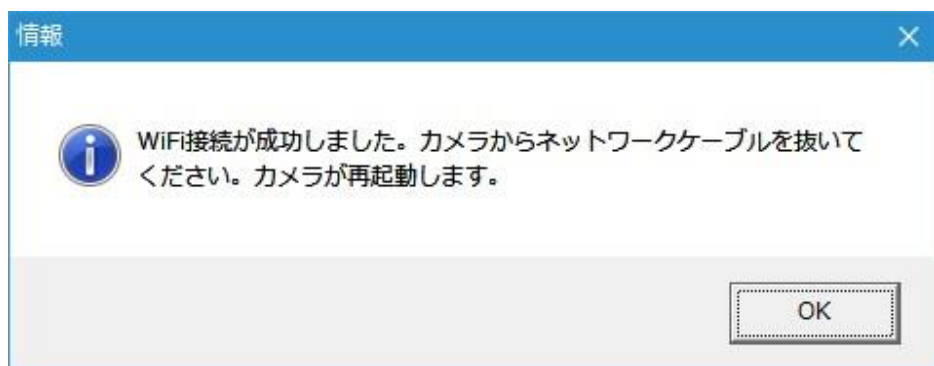 情報
WiFi接続が成功しました。カメラからネットワークケーブルを抜いて
ください。カメラが再起動します。
OK